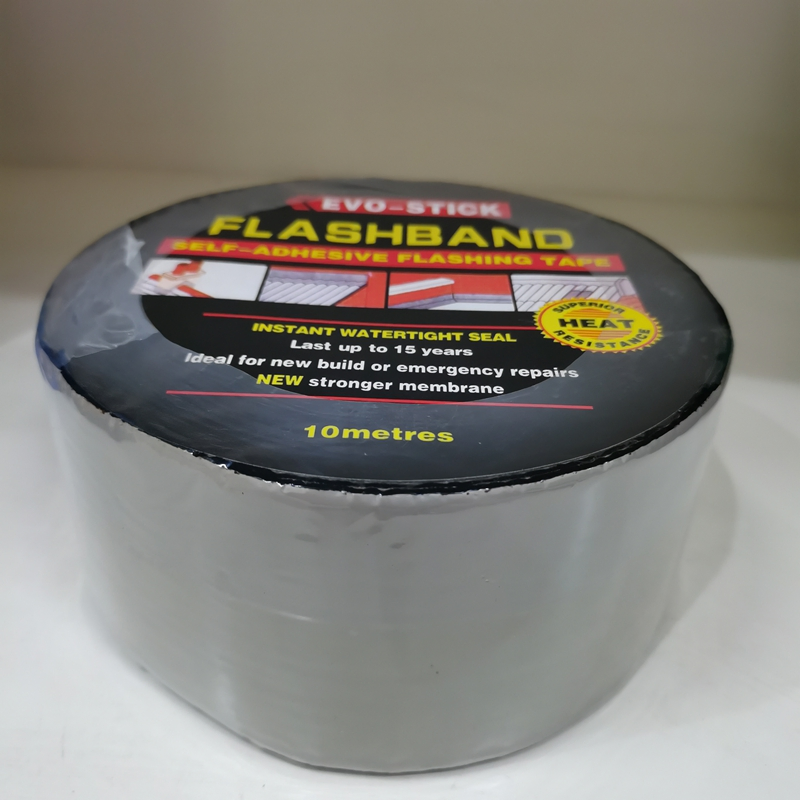 EVO-STICK
FLASHBAND
SELF-ADHESIVE FLASHING TAPE
SUPERIOR
HEAT
RESISTANCE
INSTANT WATERTIGHT SEAL
Last up to 15 years
Ideal for new build or emergency repairs
NEW stronger membrane
10metres